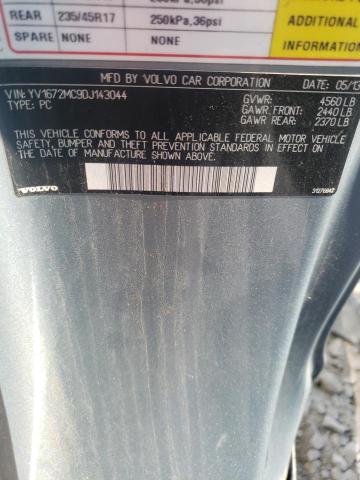 REAR 235/45R17 250kPa,36psi
SPARE NONE NONE
ADDITIONAL
INFORMATION
MFD BY VOLVO CAR CORPORATION DATE 05/13
VIN: YV1672MC9DJ143044 GVWR: 4560 LB
TYPE: PC GAWR FRONT: 2440 LB
GAWR REAR: 2370 LB
THIS CAR CONFORMS TO ALL APPLICABLE FEDERAL MOTOR VEHICLE
SAFETY, BUMPER, AND THEFT PREVENTION STANDARDS IN EFFECT
ON THE DATE OF MANUFACTURE SHOWN ABOVE.
VOLVO